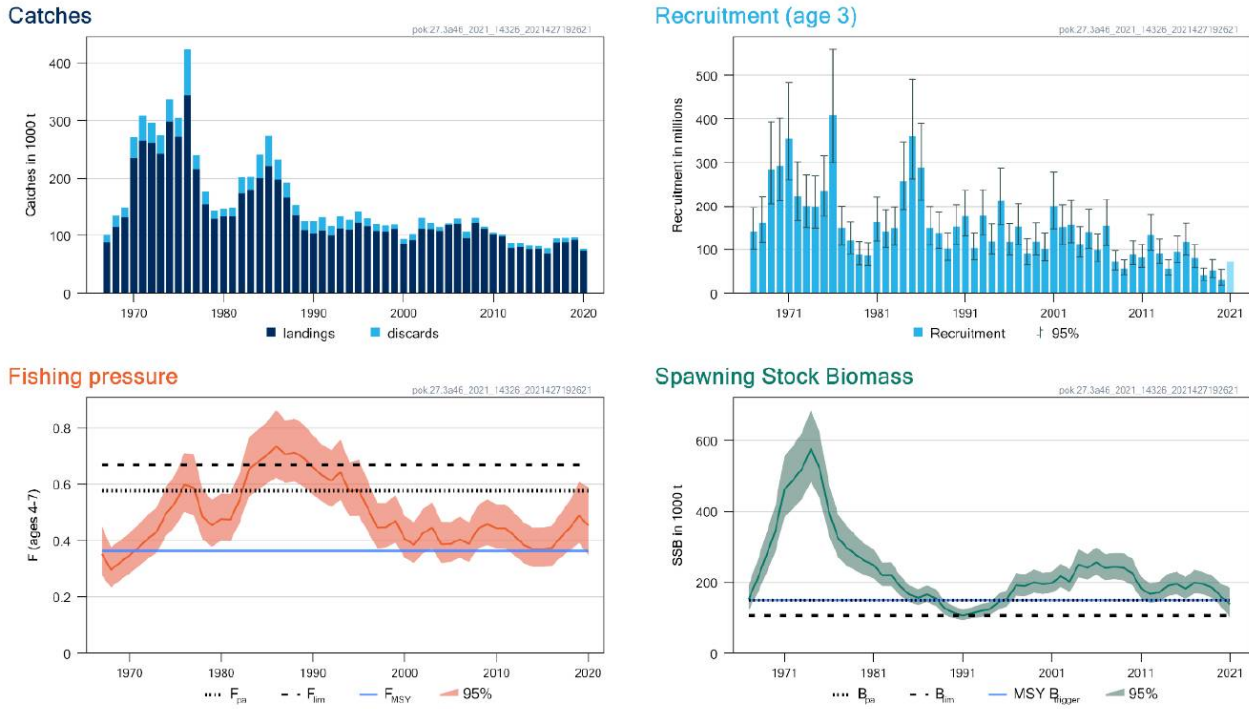 Catches
pok.27.3a46_2021_14326_2021427192621
Catches in 1000 t
400
300
200
100
0
1970
1980
1990
2000
2010
2020
landings
discards
Recruitment (age 3)
pok.27.3a46_2021_14326_2021427192621
Recruitment in millions
500
400
300
200
100
0
1971
1981
1991
2001
2011
2021
Recruitment
95%
Fishing pressure
pok.27.3a46_2021_14326_2021427192621
F (ages 4-7)
0.8
0.6
0.4
0.2
0
1970
1980
1990
2000
2010
2020
Fpa
Flim
FMSY
95%
Spawning Stock Biomass
pok.27.3a46_2021_14326_2021427192621
SSB in 1000 t
600
400
200
0
1971
1981
1991
2001
2011
2021
Bpa
Blim
MSY Btrigger
95%